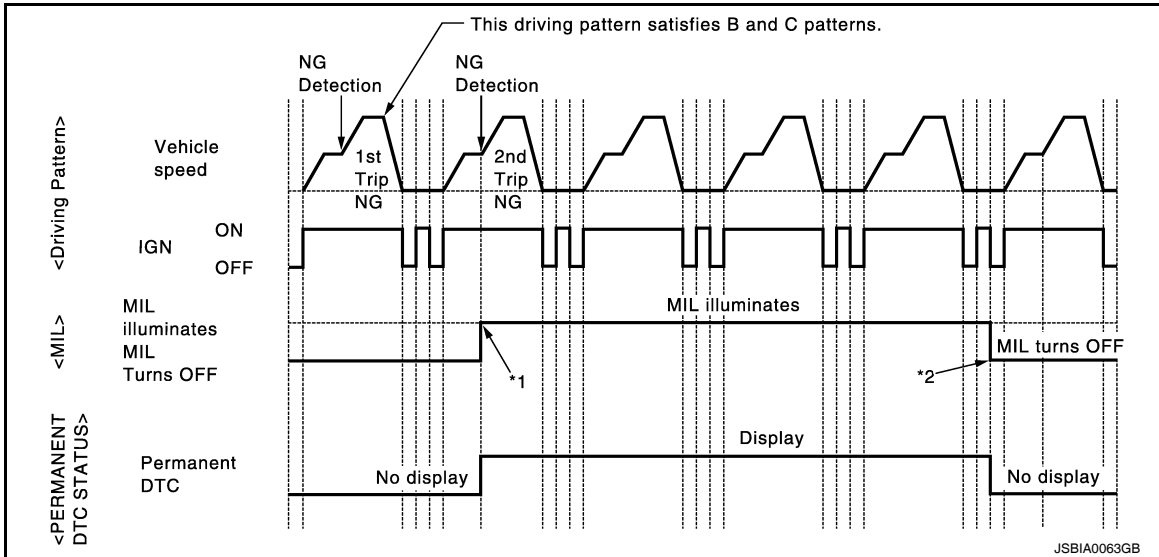 This driving pattern satisfies B and C patterns.
NG
Detection
NG
Detection
<Driving Pattern>
Vehicle
speed
1st
Trip
NG
2nd
Trip
NG
IGN
ON
OFF
<MIL>
MIL
illuminates
MIL
Turns OFF
MIL illuminates
*1
*2
MIL turns OFF
<PERMANENT
DTC STATUS>
Permanent
DTC
No display
Display
No display
JSBIA0063GB